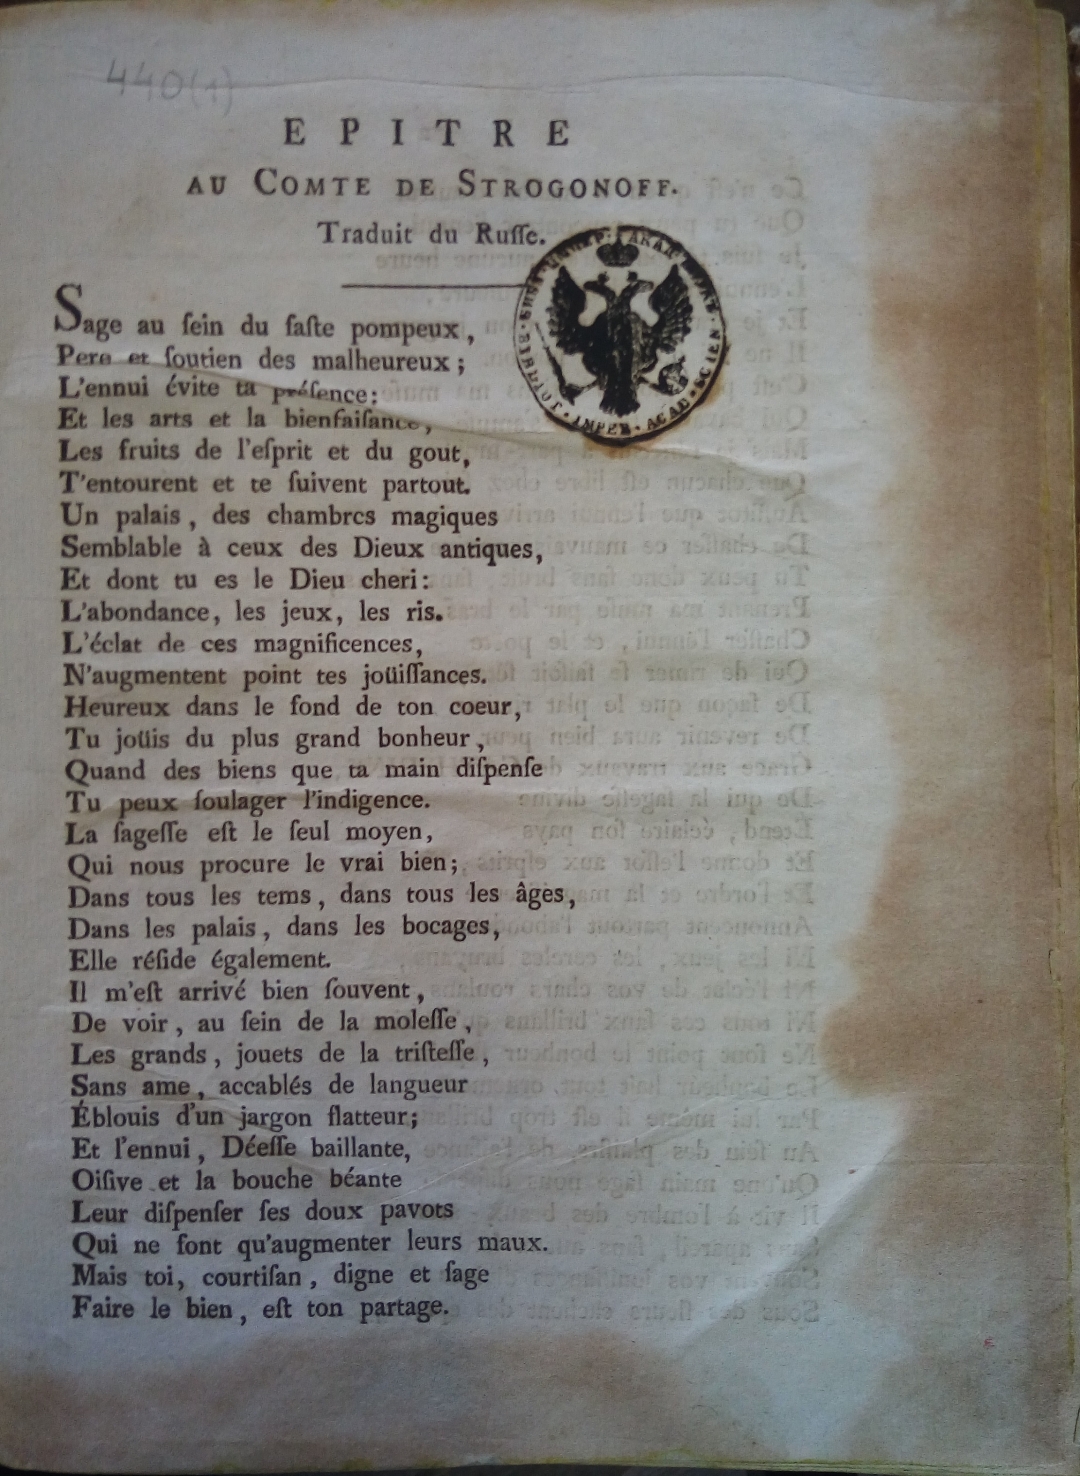 440(1)
EPITRE
AU COMTE DE STROGONOFF.
Traduit du Ruſſe.
Sage au ſein du faſte pompeux,
Pere et ſoutien des malheureux;
L'ennui évite ta préſence:
Et les arts et la bienfaiſance,
Les fruits de l'eſprit et du gout,
T'entourent et te ſuivent partout.
Un palais, des chambres magiques
Semblable à ceux des Dieux antiques,
Et dont tu es le Dieu cheri:
L'abondance, les jeux, les ris.
L'éclat de ces magnificences,
N'augmentent point tes joüiſſances.
Heureux dans le fond de ton coeur,
Tu joüis du plus grand bonheur,
Quand des biens que ta main diſpenſe
Tu peux ſoulager l'indigence.
La ſageſſe eſt le ſeul moyen,
Qui nous procure le vrai bien;
Dans tous les tems, dans tous les âges,
Dans les palais, dans les bocages,
Elle réſide également.
Il m'eſt arrivé bien ſouvent,
De voir, au ſein de la moleſſe,
Les grands, jouets de la triſteſſe,
Sans ame, accablés de langueur
Éblouis d'un jargon flatteur;
Et l'ennui, Déeſſe baillante,
Oiſive et la bouche béante
Leur diſpenſer ſes doux pavots
Qui ne font qu'augmenter leurs maux.
Mais toi, courtiſan, digne et ſage
Faire le bien, eſt ton partage.
BIBLIOT. IMPER. ACAD. SCIEN